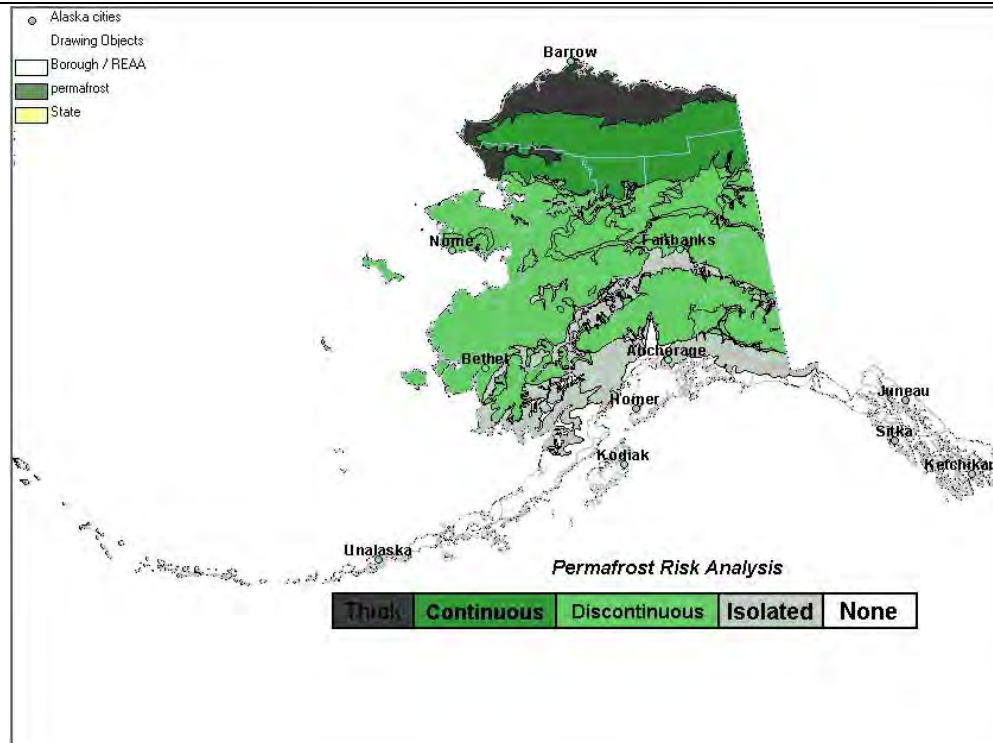 Alaska cities
Drawing Objects
Borough / REAA
permafrost
State
Barrow
Nome
Fairbanks
Bethel
Anchorage
Homer
Juneau
Sitka
Kodiak
Ketchikan
Unalaska
Permafrost Risk Analysis
Thick Continuous Discontinuous Isolated None